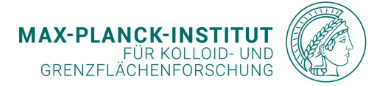 MAX-PLANCK-INSTITUT
FÜR KOLLOID- UND
GRENZFLÄCHENFORSCHUNG